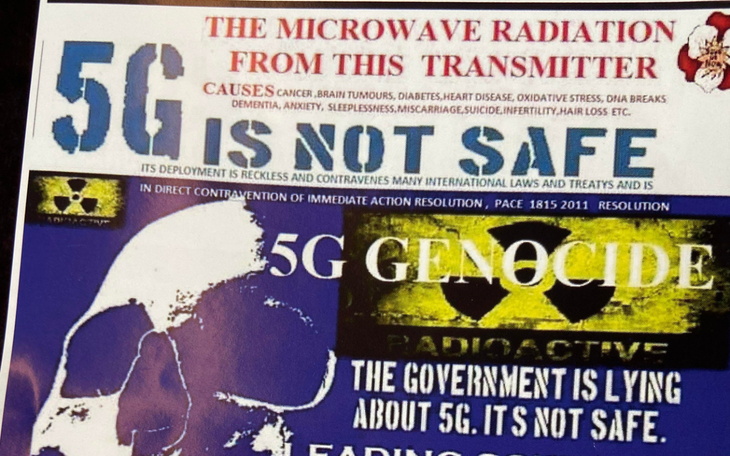 THE MICROWAVE RADIATION
FROM THIS TRANSMITTER
CAUSES CANCER ,BRAIN TUMOURS, DIABETES,HEART DISEASE, OXIDATIVE STRESS, DNA BREAKS
DEMENTIA, ANXIETY, SLEEPLESSNESS,MISCARRIAGE,SUICIDE,INFERTILITY,HAIR LOSS ETC.
5G IS NOT SAFE
ITS DEPLOYMENT IS RECKLESS AND CONTRAVENES MANY INTERNATIONAL LAWS AND TREATYS AND IS
IN DIRECT CONTRAVENTION OF IMMEDIATE ACTION RESOLUTION , PACE 1815 2011 RESOLUTION
RADIOACTIVE
5G GENOCIDE
RADIOACTIVE
THE GOVERNMENT IS LYING
ABOUT 5G. ITS NOT SAFE.